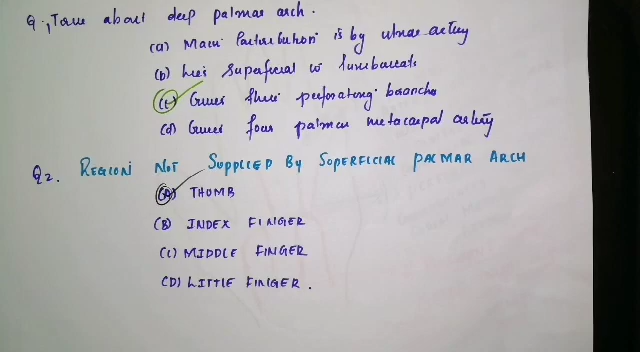 Q1, True about deep palmar arch.
(a) Main contribution is by ulnar artery
(b) Lies superficial to lumbricals
(c) Gives three perforating branche
(d) Gives four palmar metacarpal artery
Q2. REGION NOT SUPPLIED BY SUPERFICIAL PALMAR ARCH
(A) THUMB
(B) INDEX FINGER
(C) MIDDLE FINGER
(D) LITTLE FINGER.